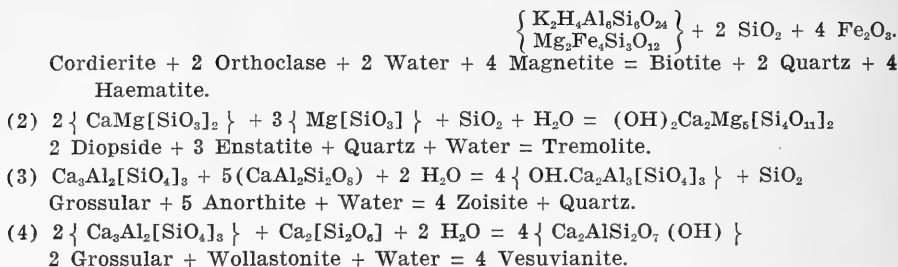 { K₂H₄Al₆Si₆O₂₄ } + 2 SiO₂ + 4 Fe₂O₃.
{ Mg₂Fe₄Si₃O₁₂ }
Cordierite + 2 Orthoclase + 2 Water + 4 Magnetite = Biotite + 2 Quartz + 4
Haematite.
(2) 2 { CaMg[SiO₃]₂ } + 3 { Mg[SiO₃] } + SiO₂ + H₂O = (OH)₂Ca₂Mg₅[Si₄O₁₁]₂
2 Diopside + 3 Enstatite + Quartz + Water = Tremolite.
(3) Ca₃Al₂[SiO₄]₃ + 5(CaAl₂Si₂O₈) + 2 H₂O = 4 { OH.Ca₂Al₃[SiO₄]₃ } + SiO₂
Grossular + 5 Anorthite + Water = 4 Zoisite + Quartz.
(4) 2 { Ca₃Al₂[SiO₄]₃ } + Ca₂[Si₂O₆] + 2 H₂O = 4 { Ca₂AlSi₂O₇ (OH) }
2 Grossular + Wollastonite + Water = 4 Vesuvianite.